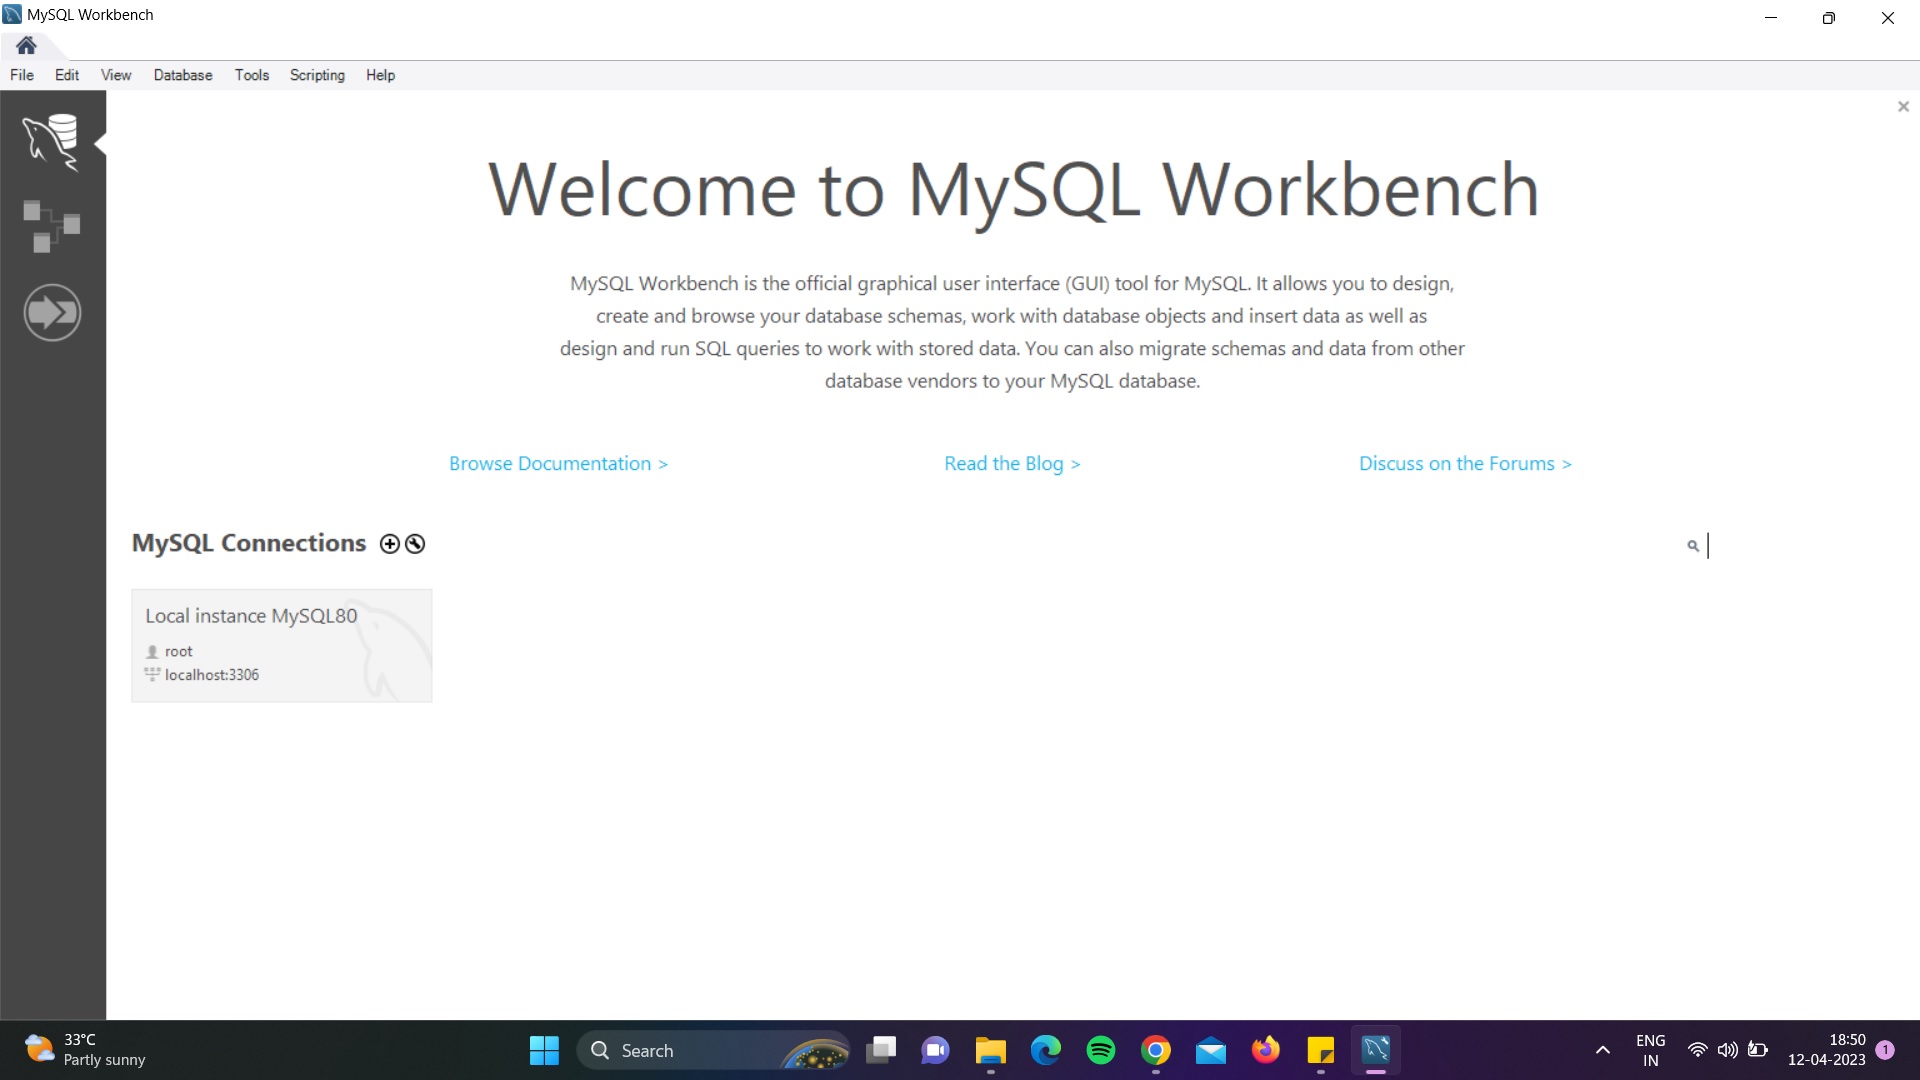 MySQL Workbench
File Edit View Database Tools Scripting Help
Welcome to MySQL Workbench
MySQL Workbench is the official graphical user interface (GUI) tool for MySQL. It allows you to design,
create and browse your database schemas, work with database objects and insert data as well as
design and run SQL queries to work with stored data. You can also migrate schemas and data from other
database vendors to your MySQL database.
Browse Documentation > Read the Blog > Discuss on the Forums >
MySQL Connections
Local instance MySQL80
root
localhost:3306
33°C
Partly sunny
Search
ENG
IN
18:50
12-04-2023
1